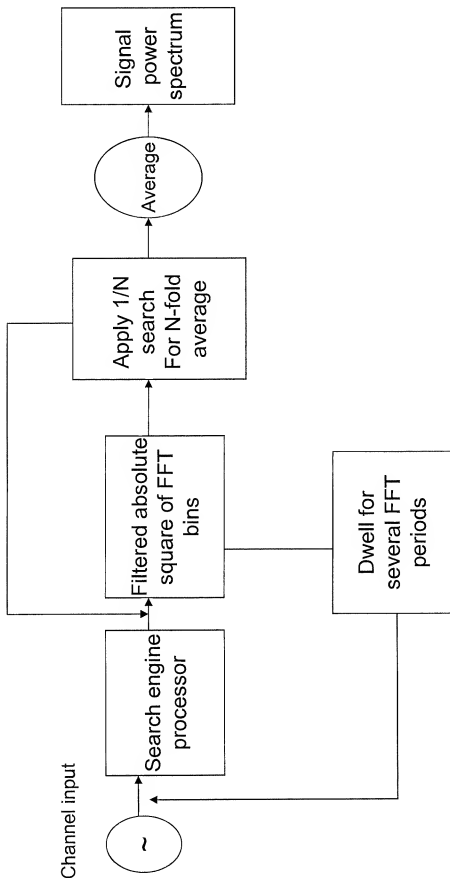 Channel input
~
Search engine
processor
Filtered absolute
square of FFT
bins
Apply 1/N
search
For N-fold
average
Average
Signal
power
spectrum
Dwell for
several FFT
periods